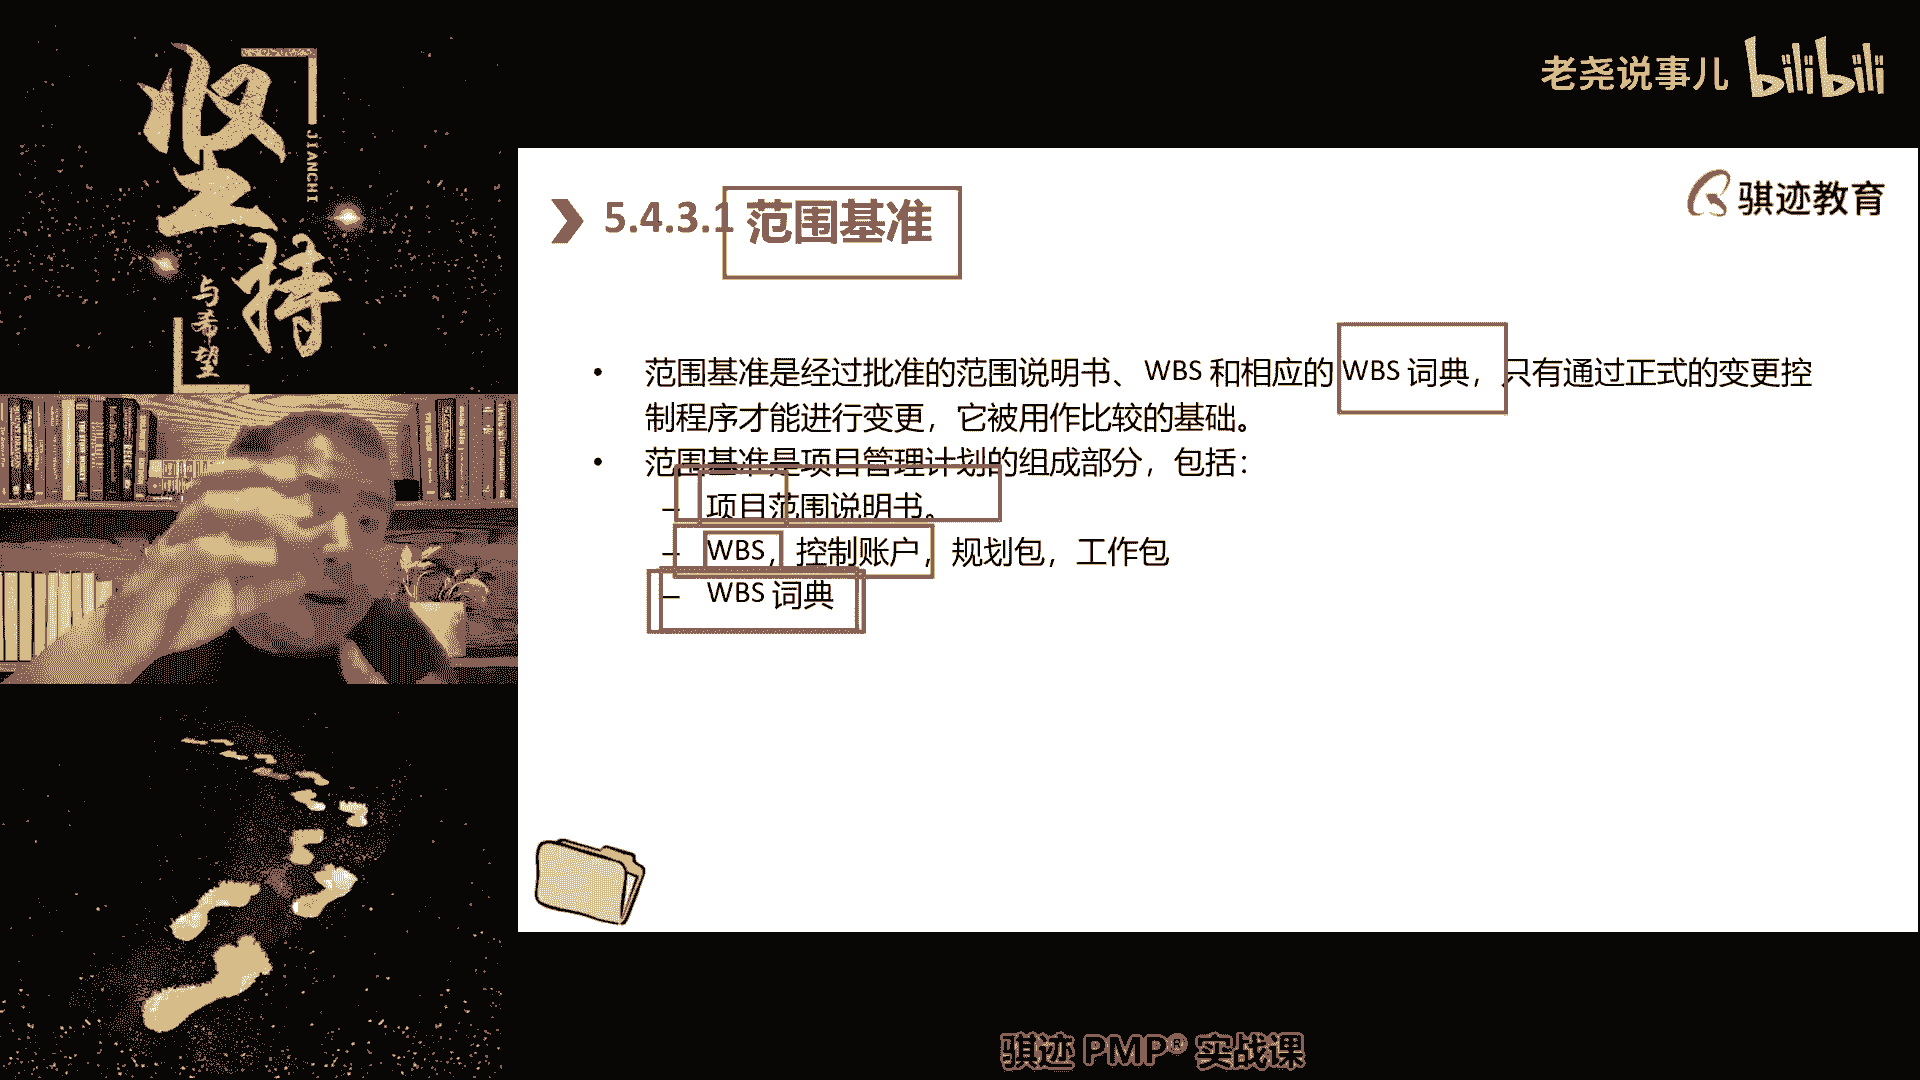 坚持
JIANCHI
与希望
老尧说事儿 bilibili
骐迹教育
5.4.3.1 范围基准
• 范围基准是经过批准的范围说明书、WBS 和相应的 WBS 词典，只有通过正式的变更控
制程序才能进行变更，它被用作比较的基础。
• 范围基准是项目管理计划的组成部分，包括：
– 项目范围说明书。
– WBS，控制账户，规划包，工作包
– WBS 词典
骐迹 PMP® 实战课